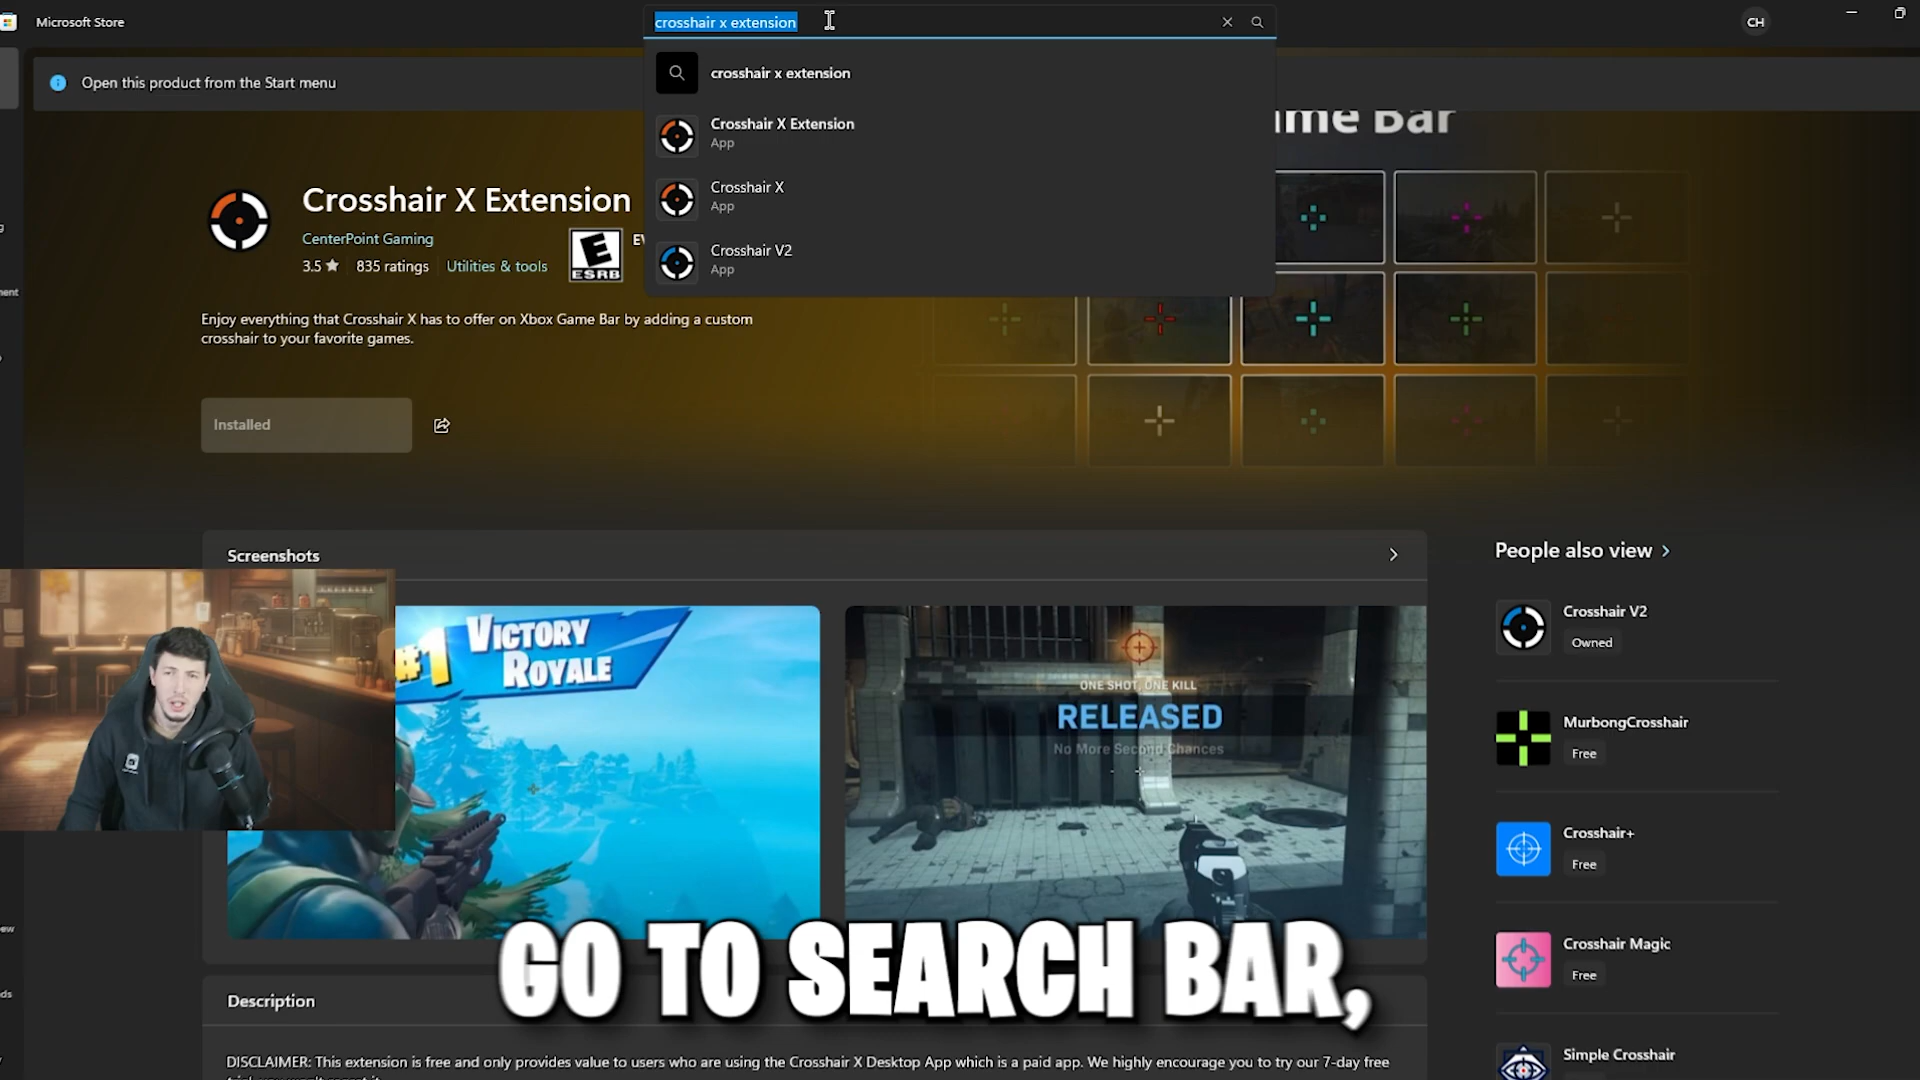 Microsoft Store
crosshair x extension
CH
Open this product from the Start menu
crosshair x extension
Crosshair X Extension
App
Crosshair X
App
Crosshair V2
App
me Bar
Crosshair X Extension
CenterPoint Gaming
3.5 ★ 835 ratings Utilities & tools
E
ESRB
Enjoy everything that Crosshair X has to offer on Xbox Game Bar by adding a custom
crosshair to your favorite games.
Installed
Screenshots
#1 VICTORY
ROYALE
ONE SHOT, ONE KILL
RELEASED
No More Second Chances
People also view
Crosshair V2
Owned
MurbongCrosshair
Free
Crosshair+
Free
Crosshair Magic
Free
Simple Crosshair
GO TO SEARCH BAR,
Description
DISCLAIMER: This extension is free and only provides value to users who are using the Crosshair X Desktop App which is a paid app. We highly encourage you to try our 7-day free